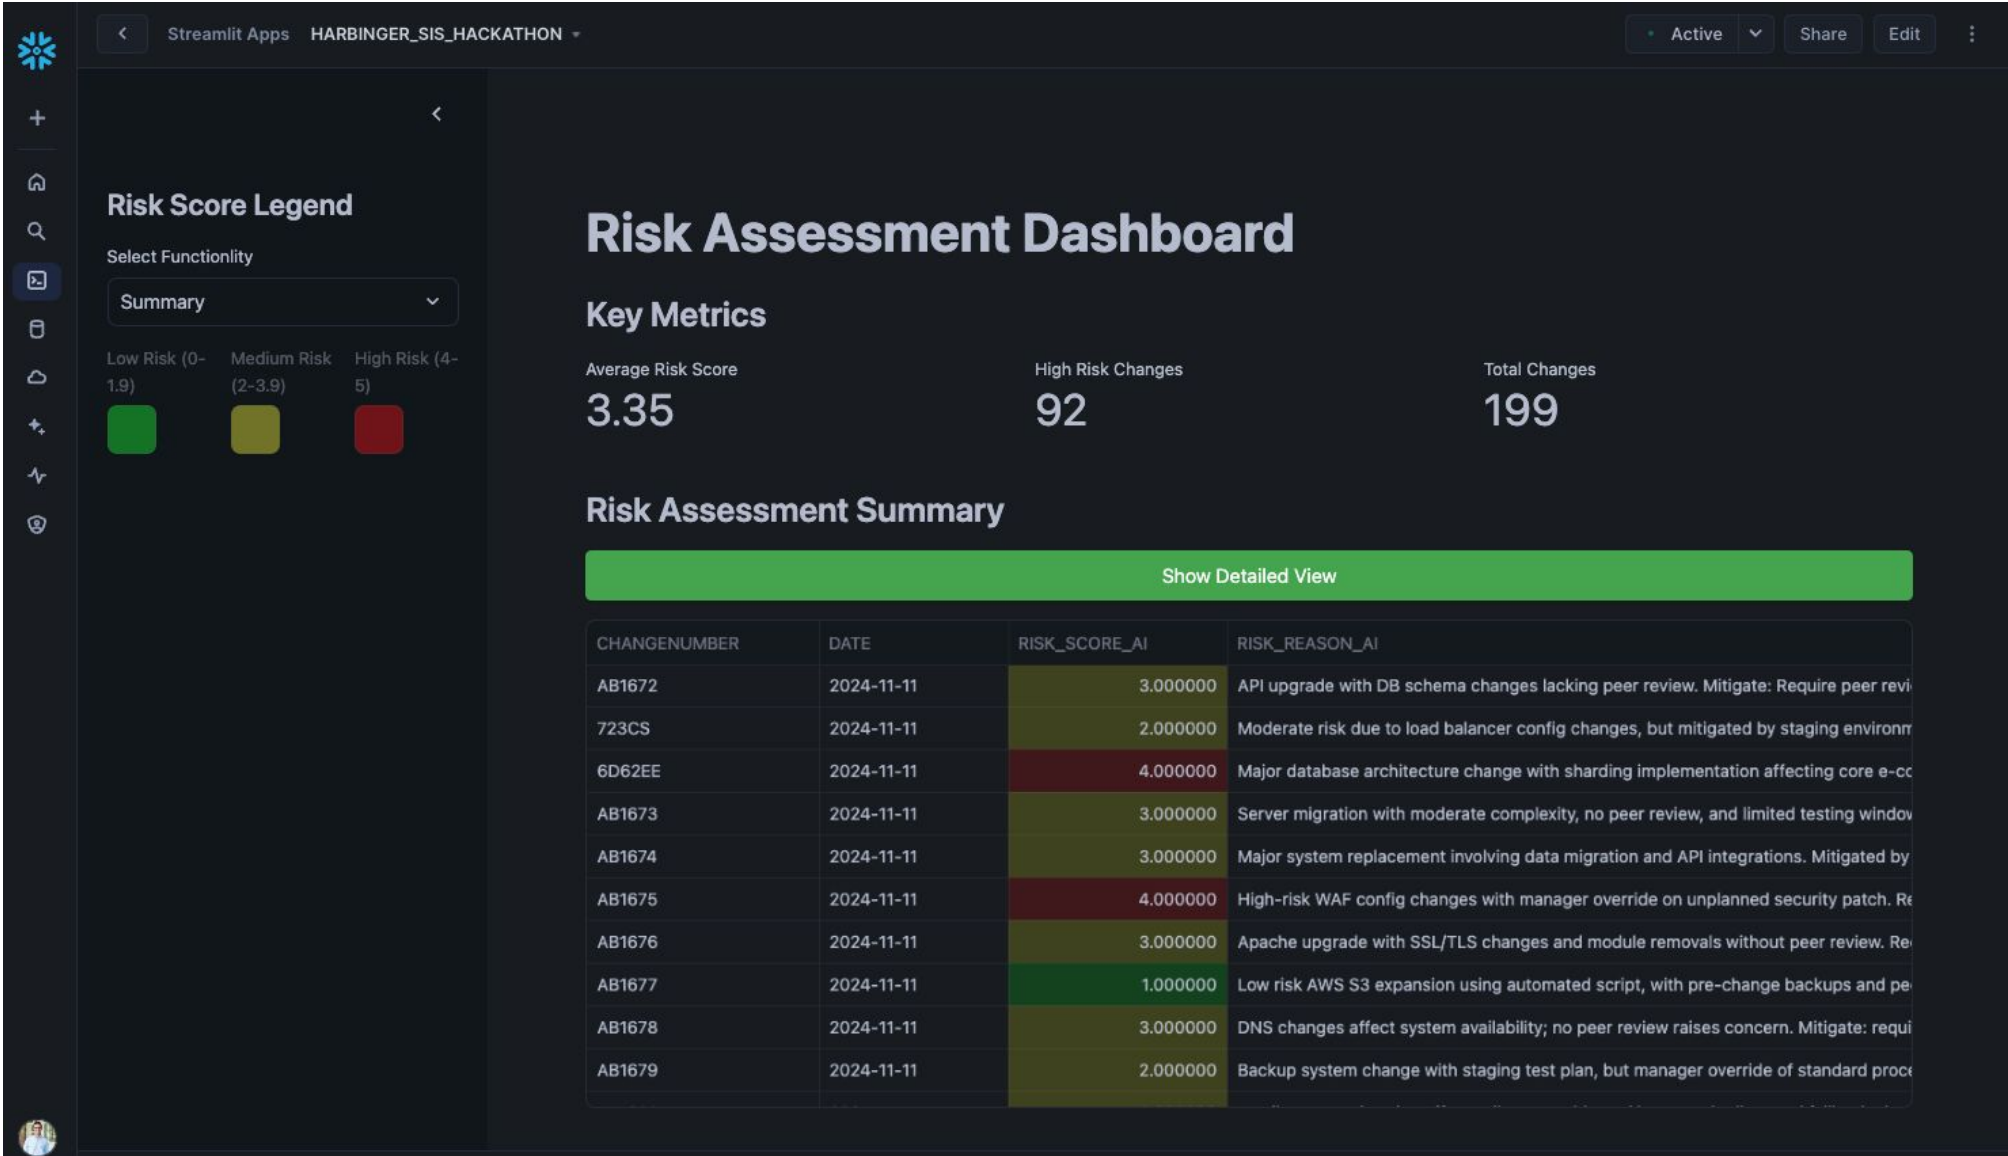 Streamlit Apps HARBINGER_SIS_HACKATHON
Active Share Edit
Risk Score Legend
Select Functionlity
Summary
Low Risk (0-
1.9)
Medium Risk
(2-3.9)
High Risk (4-
5)
Risk Assessment Dashboard
Key Metrics
Average Risk Score High Risk Changes Total Changes
3.35 92 199
Risk Assessment Summary
Show Detailed View
CHANGENUMBER DATE RISK_SCORE_AI RISK_REASON_AI
AB1672 2024-11-11 3.000000 API upgrade with DB schema changes lacking peer review. Mitigate: Require peer revi
723CS 2024-11-11 2.000000 Moderate risk due to load balancer config changes, but mitigated by staging environm
6D62EE 2024-11-11 4.000000 Major database architecture change with sharding implementation affecting core e-cc
AB1673 2024-11-11 3.000000 Server migration with moderate complexity, no peer review, and limited testing window
AB1674 2024-11-11 3.000000 Major system replacement involving data migration and API integrations. Mitigated by
AB1675 2024-11-11 4.000000 High-risk WAF config changes with manager override on unplanned security patch. Re
AB1676 2024-11-11 3.000000 Apache upgrade with SSL/TLS changes and module removals without peer review. Re
AB1677 2024-11-11 1.000000 Low risk AWS S3 expansion using automated script, with pre-change backups and pe
AB1678 2024-11-11 3.000000 DNS changes affect system availability; no peer review raises concern. Mitigate: requi
AB1679 2024-11-11 2.000000 Backup system change with staging test plan, but manager override of standard proce